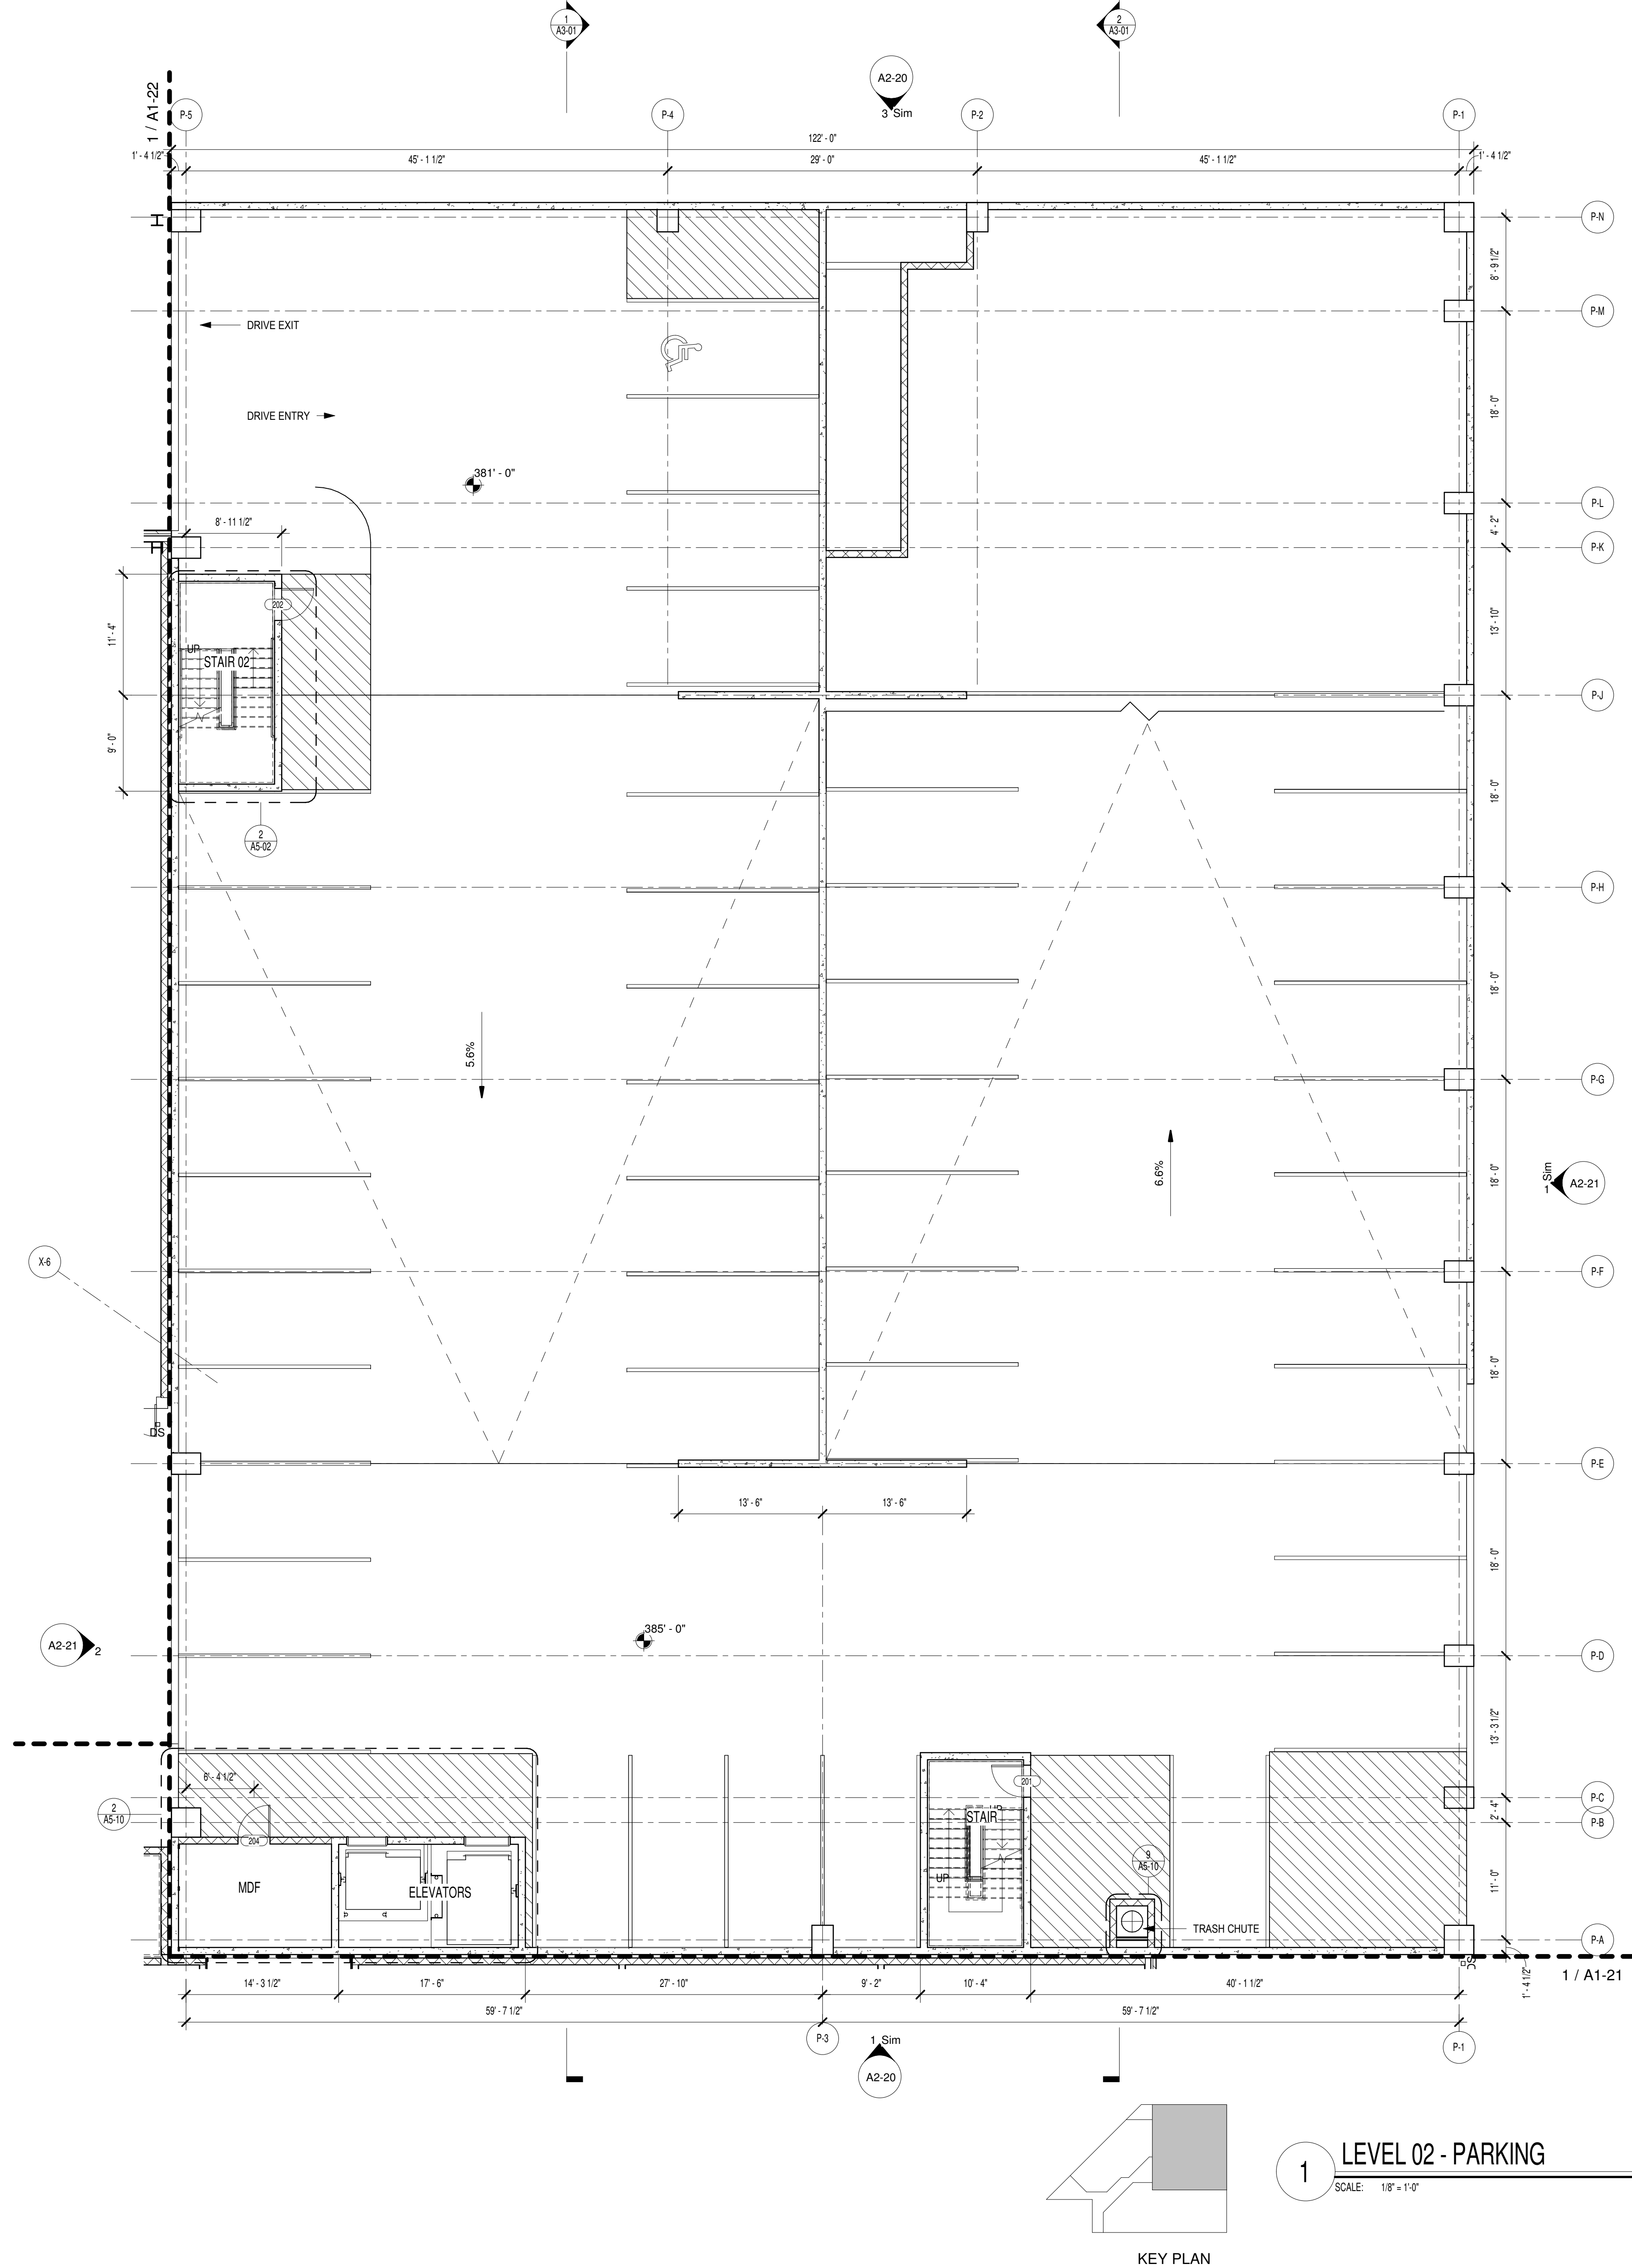 1
A3-01
2
A3-01
A2-20
3 Sim
1 / A1-22
P-5
P-4
P-2
P-1
122' - 0"
1' - 4 1/2"
45' - 1 1/2"
29' - 0"
45' - 1 1/2"
1' - 4 1/2"
H
P-N
8' - 9 1/2"
P-M
DRIVE EXIT
18' - 0"
DRIVE ENTRY
381' - 0"
P-L
8' - 11 1/2"
4' - 2"
H
P-K
202
11' - 4"
13' - 10"
UP
STAIR 02
P-J
9' - 0"
18' - 0"
2
A5-02
P-H
18' - 0"
5.6%
P-G
6.6%
18' - 0"
Sim
1
A2-21
X-6
P-F
18' - 0"
DS
P-E
13' - 6"
13' - 6"
18' - 0"
385' - 0"
A2-21
2
P-D
13' - 3 1/2"
6' - 4 1/2"
201
P-C
2
A5-10
2' - 4"
UP
STAIR
P-B
204
9
A5-10
MDF
ELEVATORS
UP
11' - 0"
TRASH CHUTE
P-A
DS
1 / A1-21
14' - 3 1/2"
17' - 6"
27' - 10"
9' - 2"
10' - 4"
40' - 1 1/2"
1' - 4 1/2"
59' - 7 1/2"
59' - 7 1/2"
P-3
1 Sim
A2-20
P-1
1
LEVEL 02 - PARKING
SCALE: 1/8" = 1'-0"
KEY PLAN